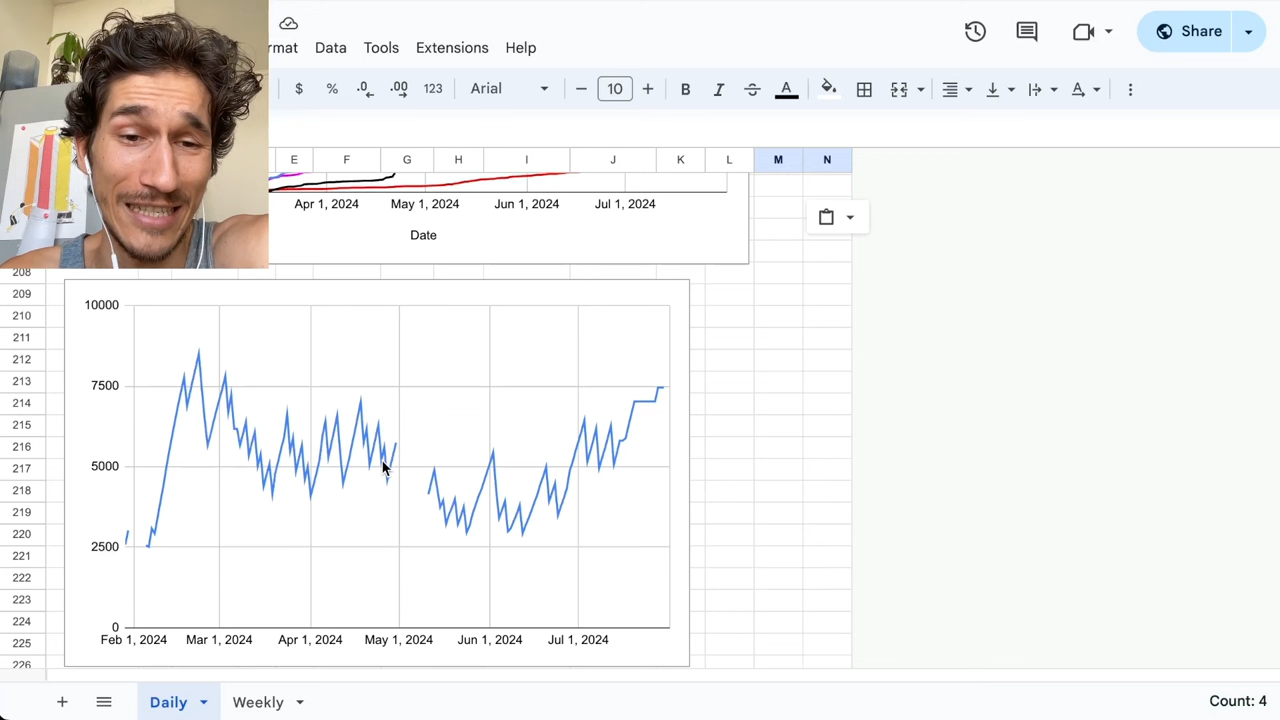 rmat Data Tools Extensions Help
Share
$ % .0 .00 123 Arial 10 B I S A
E F G H I J K L M N
Apr 1, 2024 May 1, 2024 Jun 1, 2024 Jul 1, 2024
Date
208
209
210
211
212
213
214
215
216
217
218
219
220
221
222
223
224
225
226
10000
7500
5000
2500
0
Feb 1, 2024 Mar 1, 2024 Apr 1, 2024 May 1, 2024 Jun 1, 2024 Jul 1, 2024
Daily Weekly
Count: 4